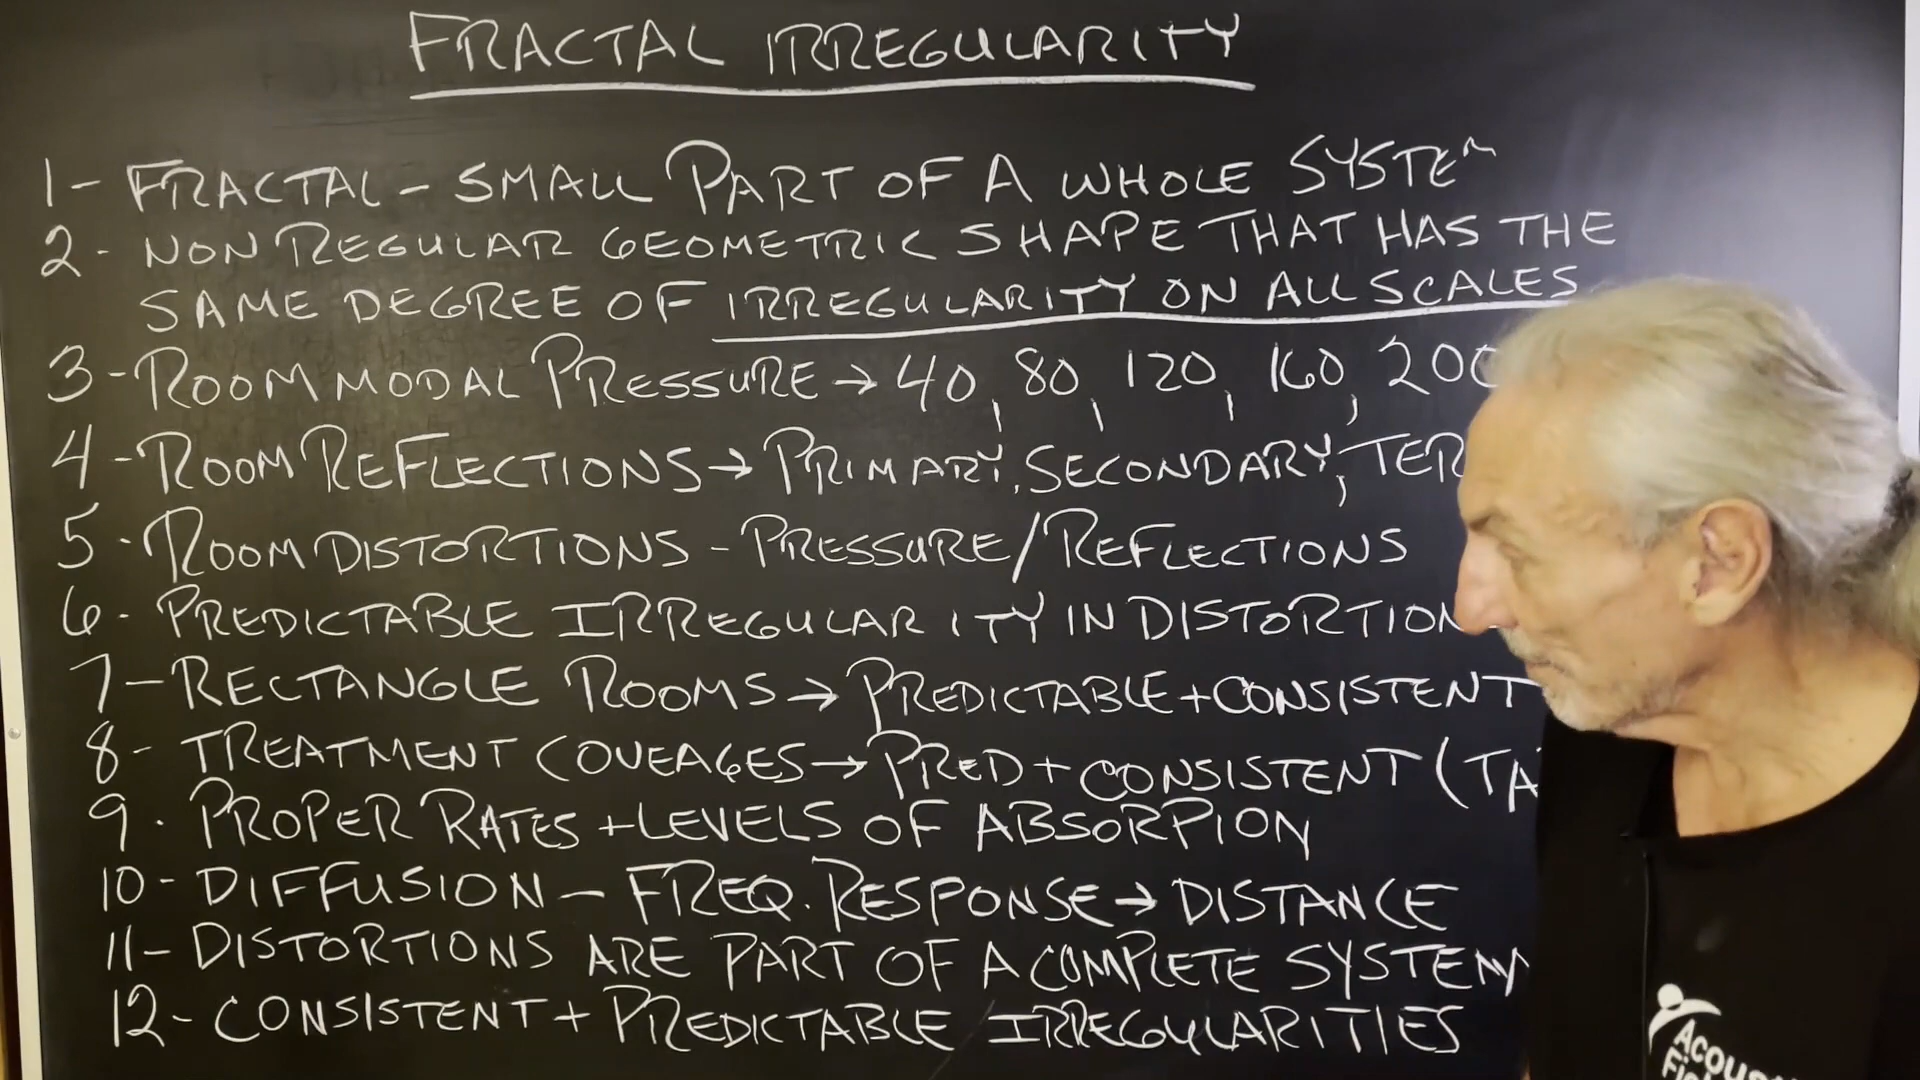 FRACTAL IRREGULARITY
1- FRACTAL - SMALL PART OF A WHOLE SYSTEM
2- NON REGULAR GEOMETRIC SHAPE THAT HAS THE
SAME DEGREE OF IRREGULARITY ON ALL SCALES
3- ROOM MODAL PRESSURE → 40, 80, 120, 160, 200
4- ROOM REFLECTIONS → PRIMARY, SECONDARY, TER
5- ROOM DISTORTIONS - PRESSURE/REFLECTIONS
6- PREDICTABLE IRREGULARITY IN DISTORTION
7- RECTANGLE ROOMS → PREDICTABLE + CONSISTENT
8- TREATMENT COVEAGES → PRED + CONSISTENT (TA
9. PROPER RATES + LEVELS OF ABSORPION
10- DIFFUSION - FREQ. RESPONSE → DISTANCE
11- DISTORTIONS ARE PART OF A COMPLETE SYSTEM
12- CONSISTENT + PREDICTABLE IRREGULARITIES
ACOUS